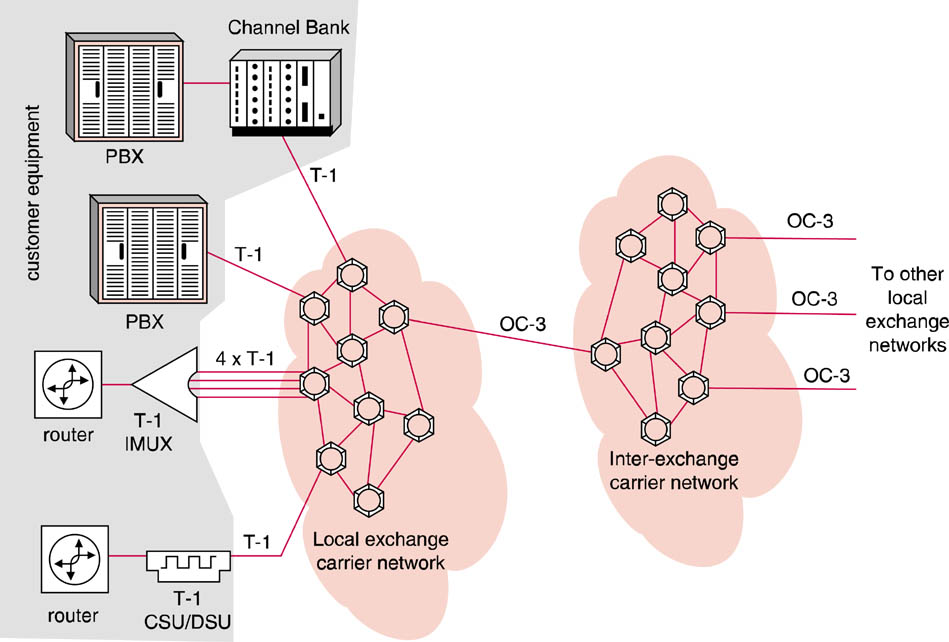 Channel Bank
customer equipment
PBX
T-1
T-1
PBX
4 x T-1
router
T-1
IMUX
T-1
router
T-1
CSU/DSU
Local exchange
carrier network
OC-3
Inter-exchange
carrier network
OC-3
OC-3
OC-3
To other
local
exchange
networks